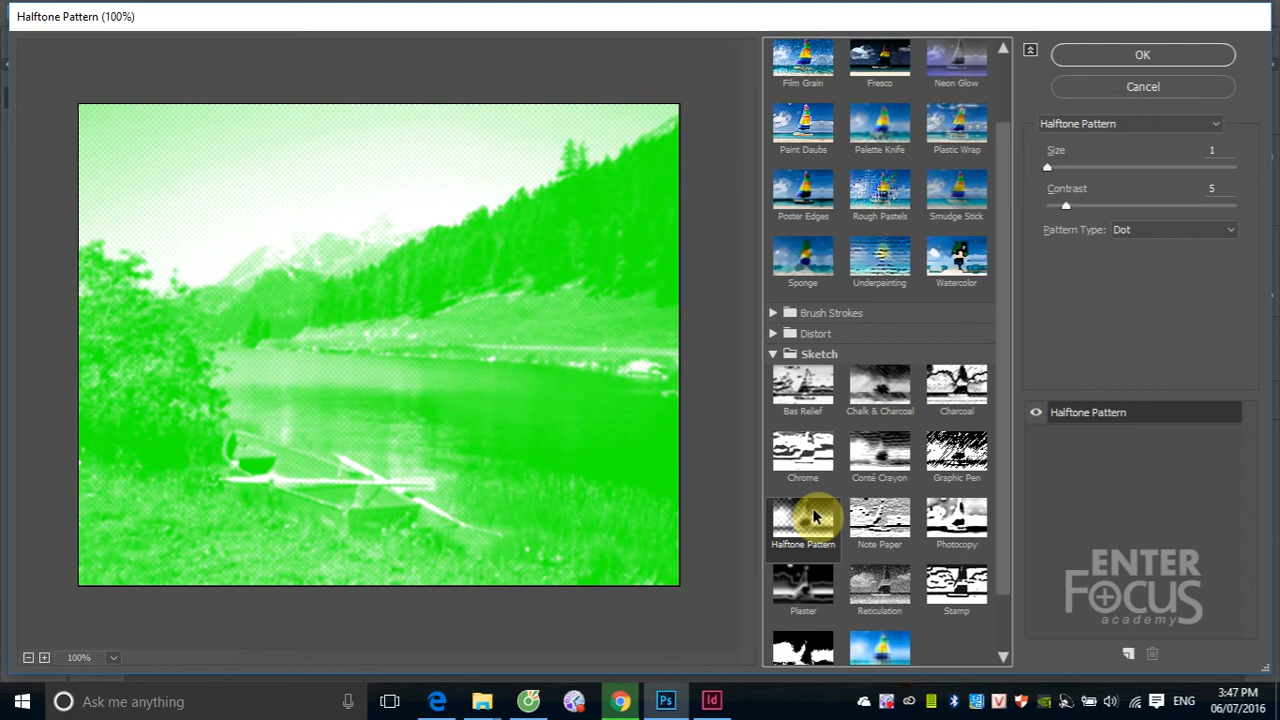 Halftone Pattern (100%)
Film Grain
Fresco
Neon Glow
Paint Daubs
Palette Knife
Plastic Wrap
Poster Edges
Rough Pastels
Smudge Stick
Sponge
Underpainting
Watercolor
Brush Strokes
Distort
Sketch
Bas Relief
Chalk & Charcoal
Charcoal
Chrome
Conté Crayon
Graphic Pen
Halftone Pattern
Note Paper
Photocopy
Plaster
Reticulation
Stamp
OK
Cancel
Halftone Pattern
Size 1
Contrast 5
Pattern Type: Dot
Halftone Pattern
ENTER
FOCUS
academy
100%
Ask me anything
Ps
Id
ENG
3:47 PM
06/07/2016